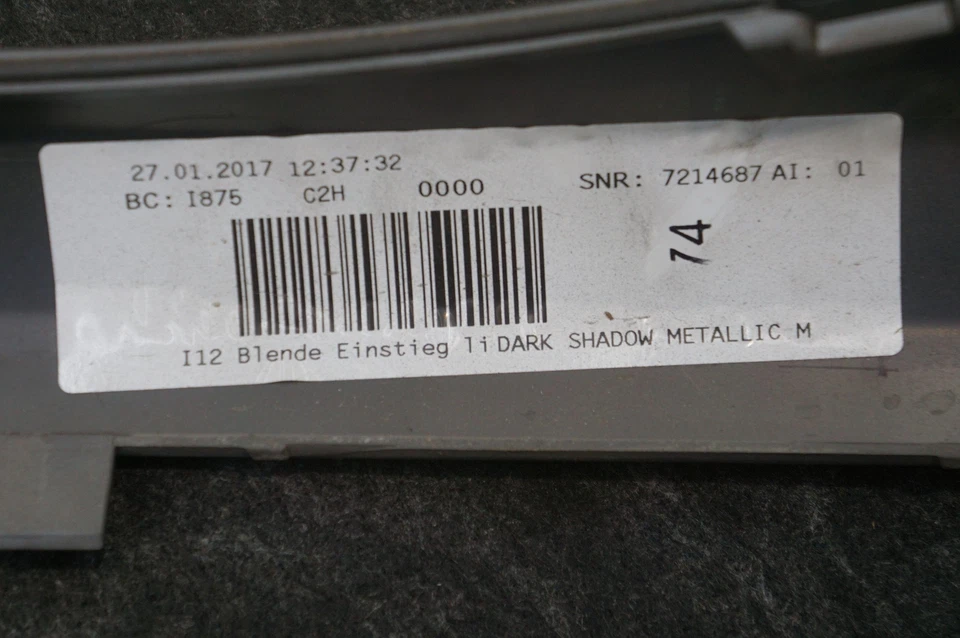 27.01.2017 12:37:32
BC: I875 C2H 0000 SNR: 7214687 AI: 01
74
I12 Blende Einstieg li DARK SHADOW METALLIC M